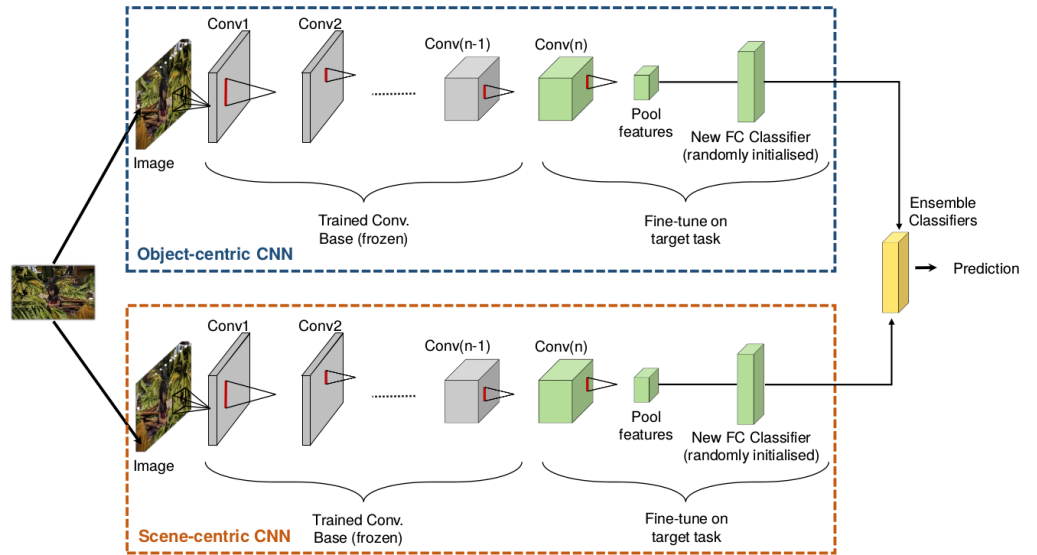 Conv1
Conv2
Conv(n-1)
Conv(n)
Image
Pool
features
New FC Classifier
(randomly initialised)
Trained Conv.
Base (frozen)
Fine-tune on
target task
Object-centric CNN
Ensemble
Classifiers
Prediction
Conv1
Conv2
Conv(n-1)
Conv(n)
Image
Pool
features
New FC Classifier
(randomly initialised)
Trained Conv.
Base (frozen)
Fine-tune on
target task
Scene-centric CNN